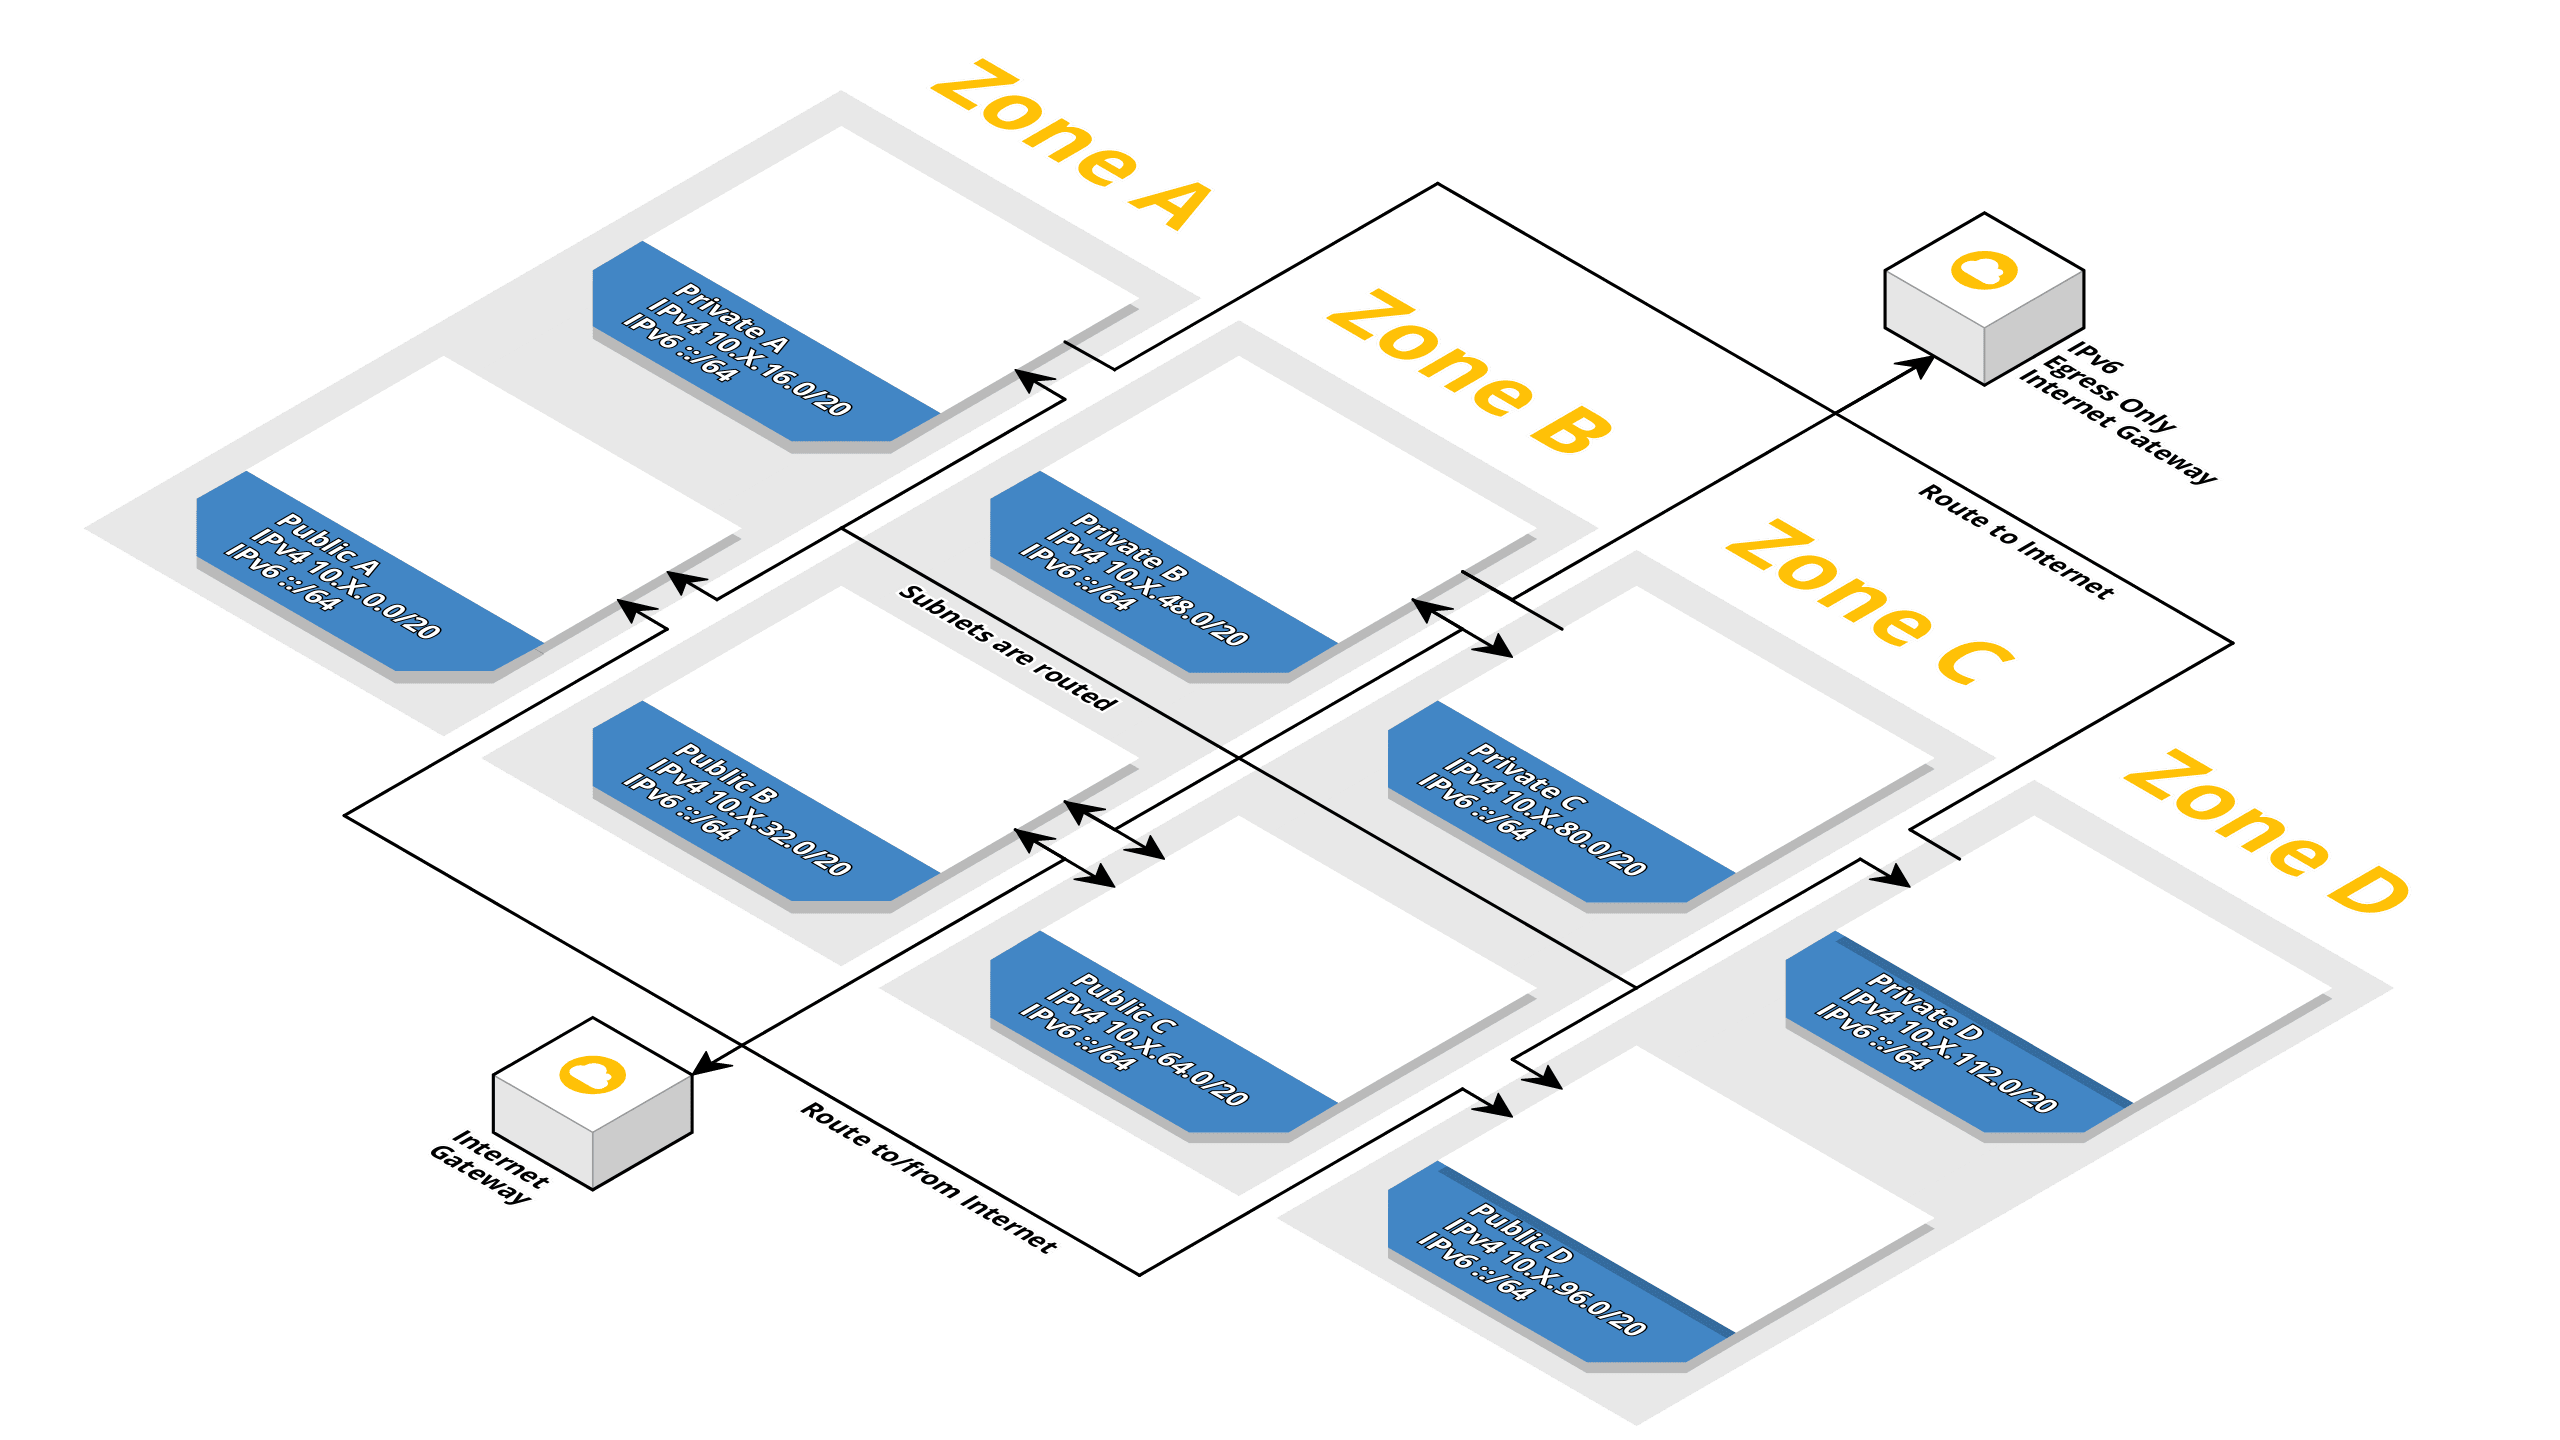 Zone A
Private A
IPv4 10.X.16.0/20
IPv6 ::/64
Public A
IPv4 10.X.0.0/20
IPv6 ::/64
Zone B
Private B
IPv4 10.X.48.0/20
IPv6 ::/64
Public B
IPv4 10.X.32.0/20
IPv6 ::/64
Zone C
Private C
IPv4 10.X.80.0/20
IPv6 ::/64
Public C
IPv4 10.X.64.0/20
IPv6 ::/64
Zone D
Private D
IPv4 10.X.112.0/20
IPv6 ::/64
Public D
IPv4 10.X.96.0/20
IPv6 ::/64
IPv6
Egress Only
Internet Gateway
Route to Internet
Subnets are routed
Internet
Gateway
Route to/from Internet